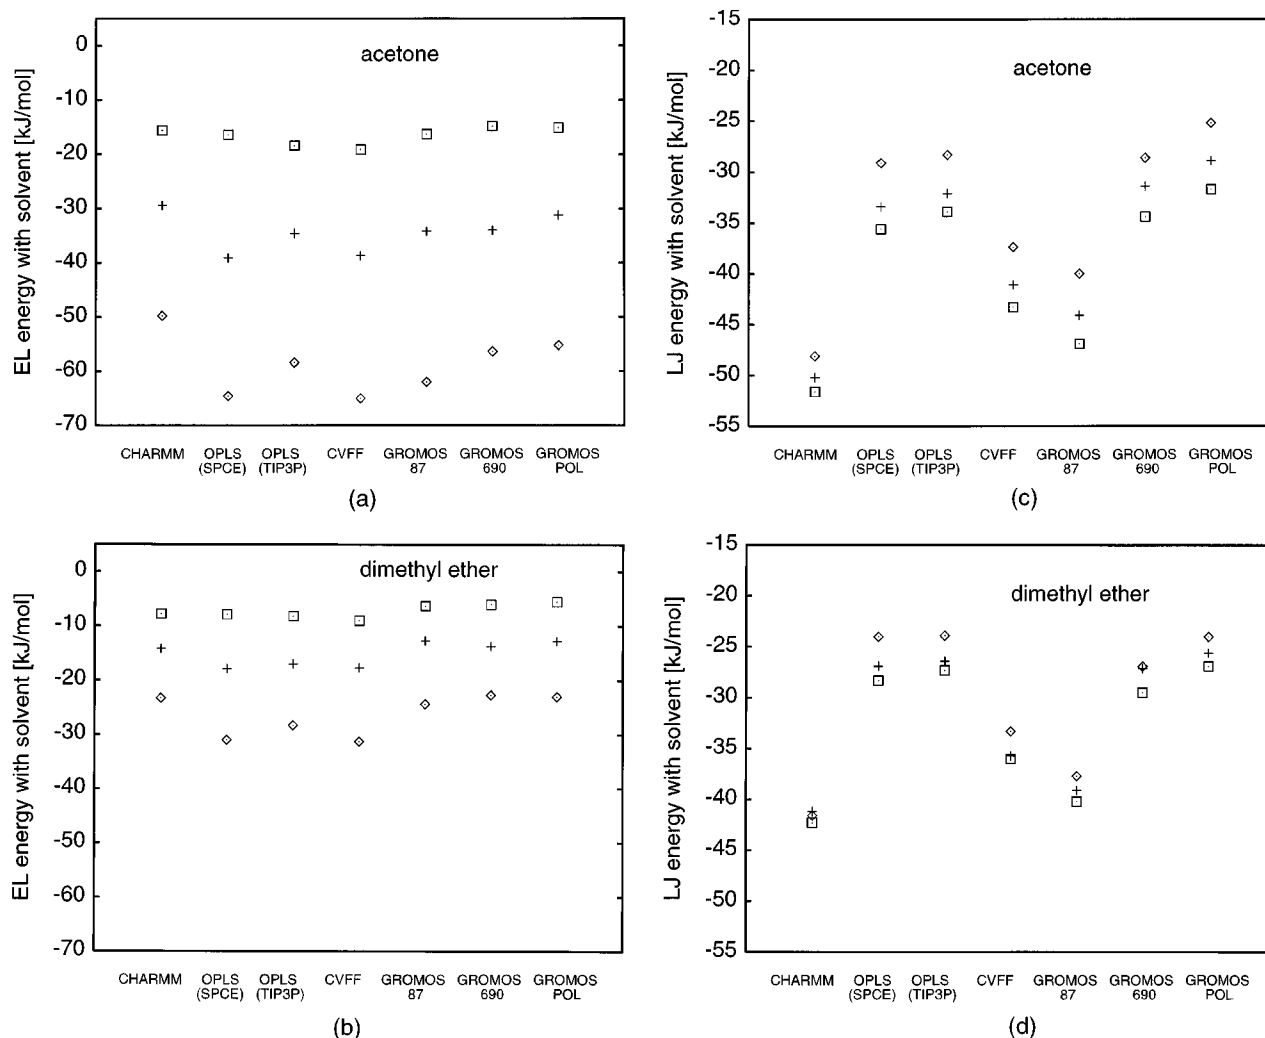 acetone
EL energy with solvent [kJ/mol]
0
-10
-20
-30
-40
-50
-60
-70
CHARMM OPLS (SPCE) OPLS (TIP3P) CVFF GROMOS 87 GROMOS 690 GROMOS POL
(a)
acetone
LJ energy with solvent [kJ/mol]
-15
-20
-25
-30
-35
-40
-45
-50
-55
CHARMM OPLS (SPCE) OPLS (TIP3P) CVFF GROMOS 87 GROMOS 690 GROMOS POL
(c)
dimethyl ether
EL energy with solvent [kJ/mol]
0
-10
-20
-30
-40
-50
-60
-70
CHARMM OPLS (SPCE) OPLS (TIP3P) CVFF GROMOS 87 GROMOS 690 GROMOS POL
(b)
dimethyl ether
LJ energy with solvent [kJ/mol]
-15
-20
-25
-30
-35
-40
-45
-50
-55
CHARMM OPLS (SPCE) OPLS (TIP3P) CVFF GROMOS 87 GROMOS 690 GROMOS POL
(d)